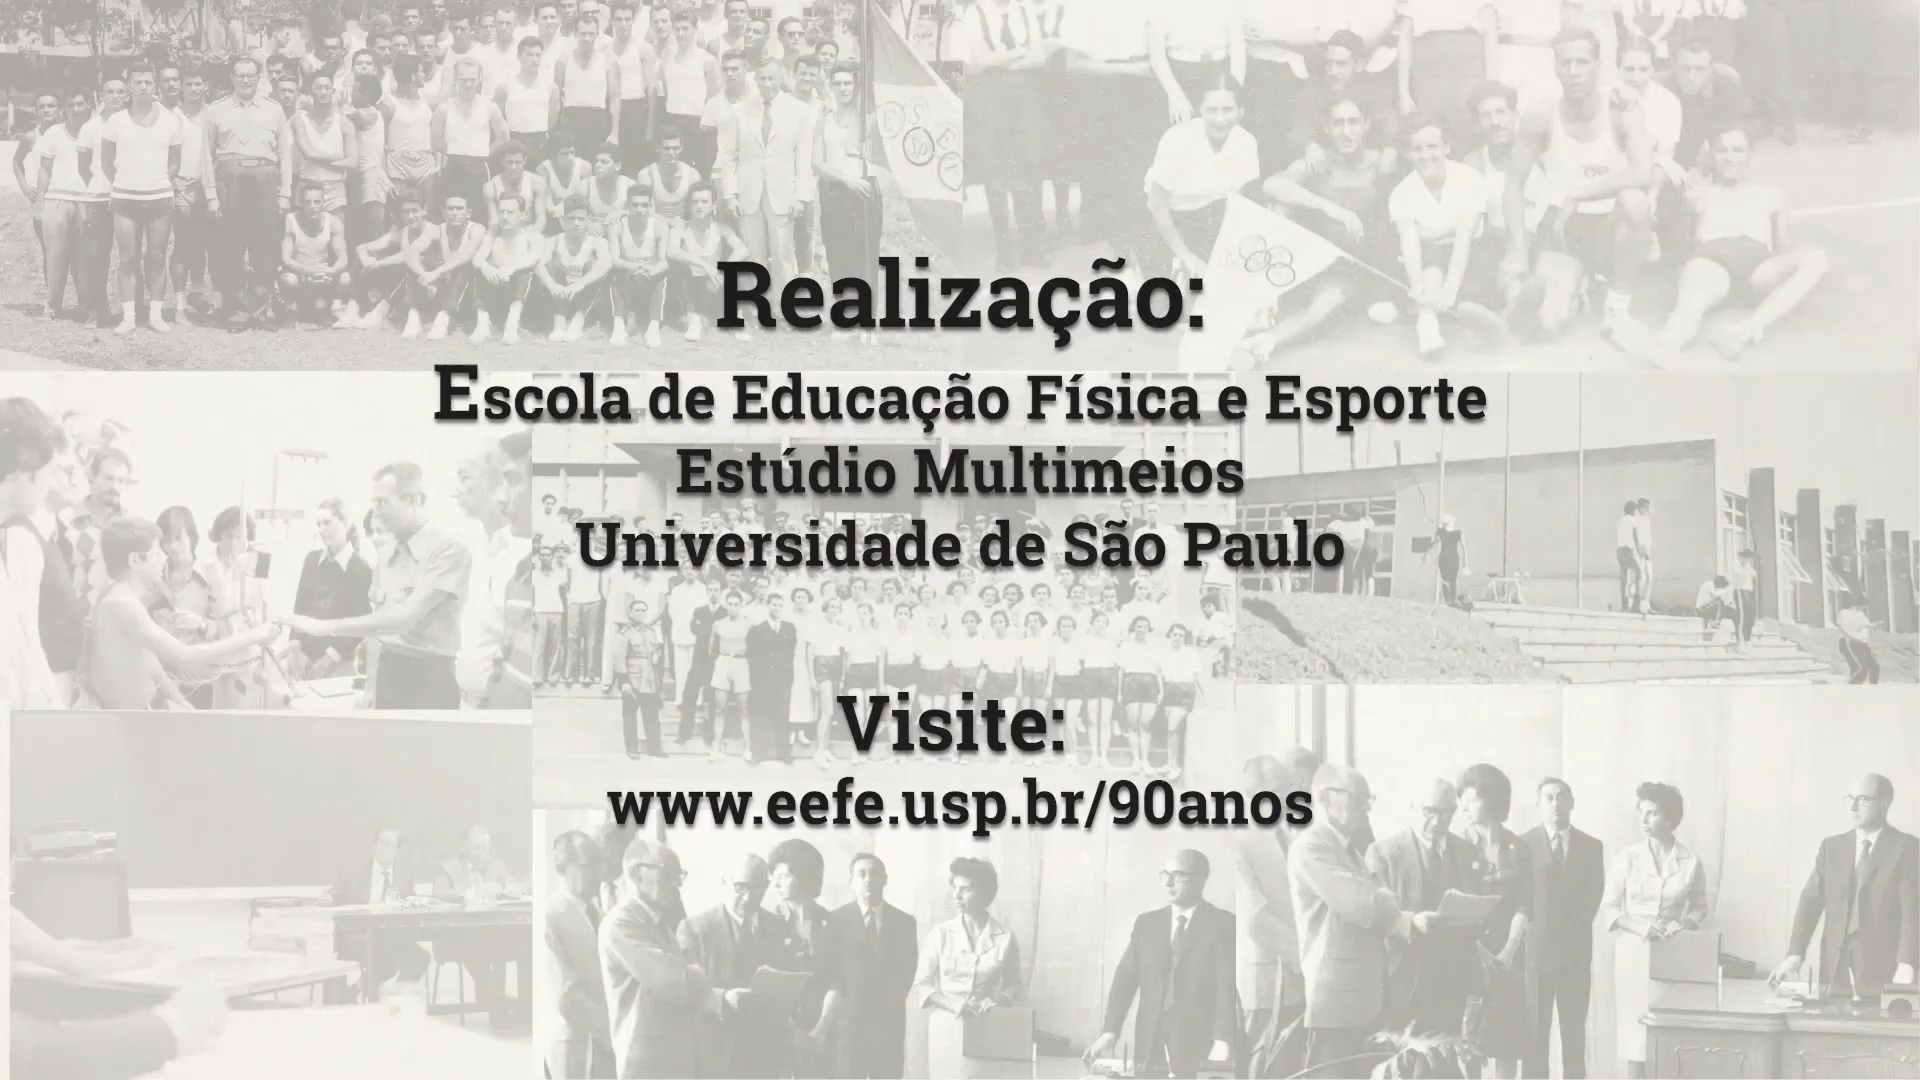 Realização:
Escola de Educação Física e Esporte
Estúdio Multimeios
Universidade de São Paulo
Visite:
www.eefe.usp.br/90anos